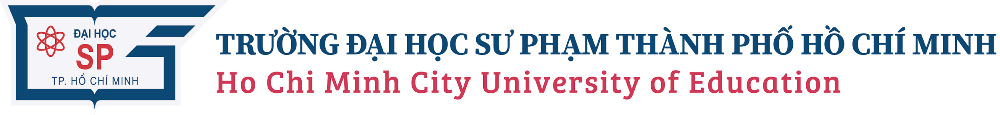 ĐẠI HỌC
SP
TP. HỒ CHÍ MINH
TRƯỜNG ĐẠI HỌC SƯ PHẠM THÀNH PHỐ HỒ CHÍ MINH
Ho Chi Minh City University of Education